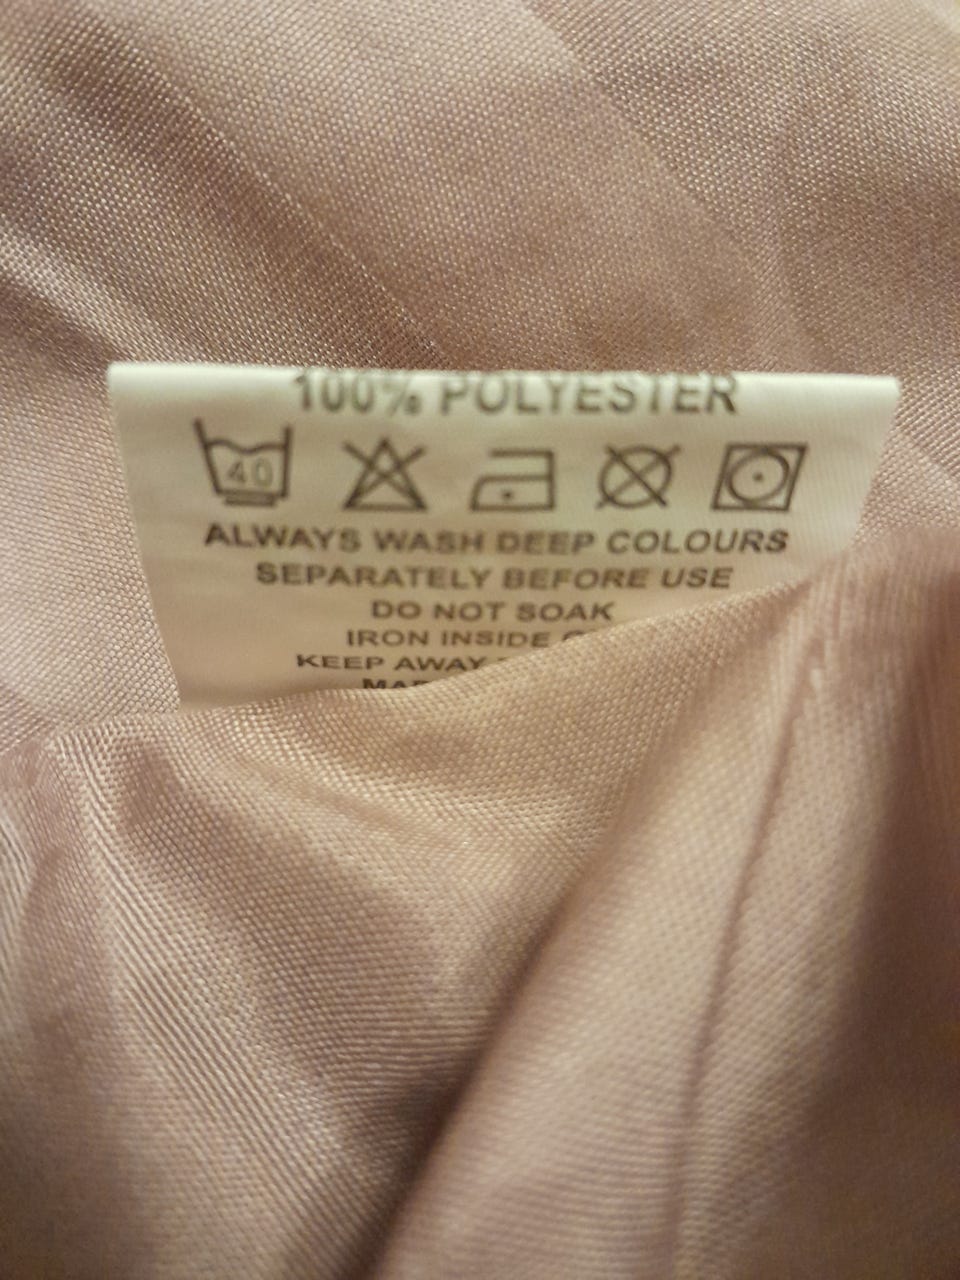 100% POLYESTER
40
ALWAYS WASH DEEP COLOURS
SEPARATELY BEFORE USE
DO NOT SOAK
IRON INSIDE
KEEP AWAY